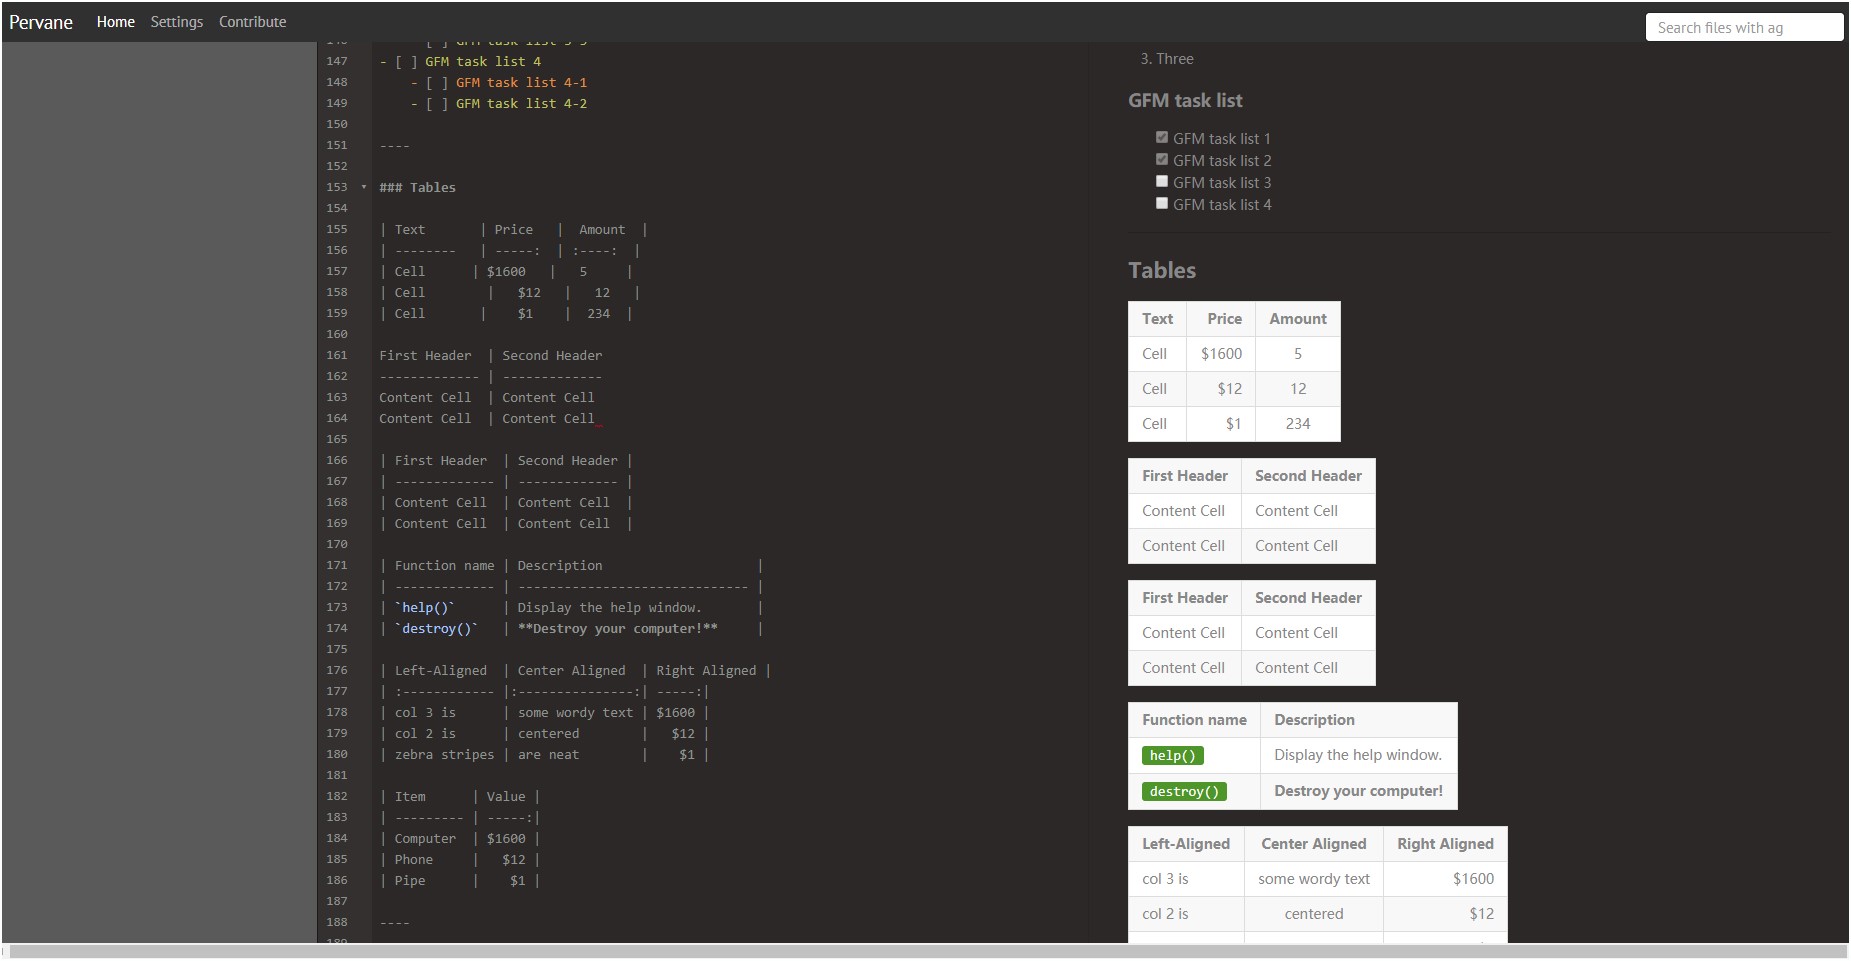 Pervane Home Settings Contribute
Search files with ag
147 - [ ] GFM task list 4
148 - [ ] GFM task list 4-1
149 - [ ] GFM task list 4-2
150
151 ----
152
153 ### Tables
154
155 | Text       | Price   |  Amount  |
156 | --------   | -----:  | :----:  |
157 | Cell      | $1600   |   5     |
158 | Cell        |   $12   |   12   |
159 | Cell       |    $1    |  234  |
160
161 First Header  | Second Header
162 ------------- | -------------
163 Content Cell  | Content Cell
164 Content Cell  | Content Cell
165
166 | First Header  | Second Header |
167 | ------------- | ------------- |
168 | Content Cell  | Content Cell  |
169 | Content Cell  | Content Cell  |
170
171 | Function name | Description                    |
172 | ------------- | ------------------------------ |
173 | `help()`      | Display the help window.       |
174 | `destroy()`   | **Destroy your computer!**     |
175
176 | Left-Aligned  | Center Aligned  | Right Aligned |
177 | :------------ |:---------------:| -----:|
178 | col 3 is      | some wordy text | $1600 |
179 | col 2 is      | centered        |   $12 |
180 | zebra stripes | are neat        |    $1 |
181
182 | Item      | Value |
183 | --------- | -----:|
184 | Computer  | $1600 |
185 | Phone     |   $12 |
186 | Pipe      |    $1 |
187
188 ----
3. Three
GFM task list
GFM task list 1
GFM task list 2
GFM task list 3
GFM task list 4
Tables
Text Price Amount
Cell $1600 5
Cell $12 12
Cell $1 234
First Header Second Header
Content Cell Content Cell
Content Cell Content Cell
First Header Second Header
Content Cell Content Cell
Content Cell Content Cell
Function name Description
help() Display the help window.
destroy() Destroy your computer!
Left-Aligned Center Aligned Right Aligned
col 3 is some wordy text $1600
col 2 is centered $12